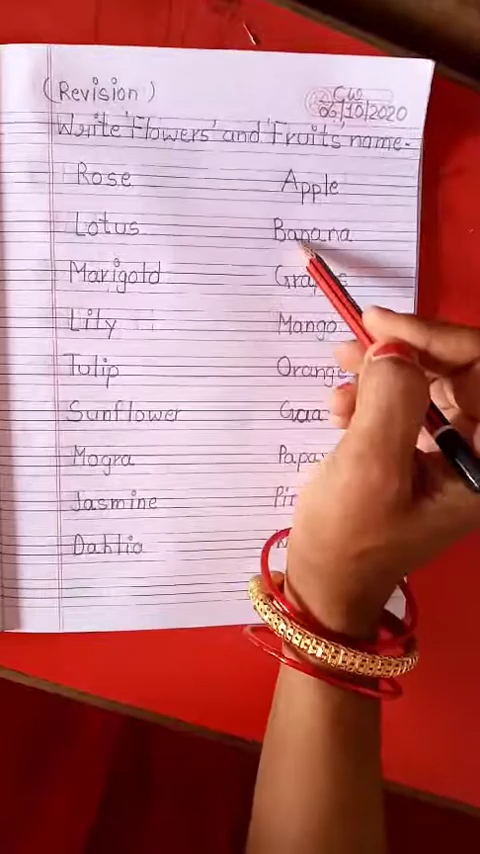 (Revision)
CW
06/10/2020
Write 'Flowers' and 'Fruits' name-
Rose Apple
Lotus Banana
Marigold
Lily Mango
Tulip Orange
Sunflower
Mogra
Jasmine
Dahlia